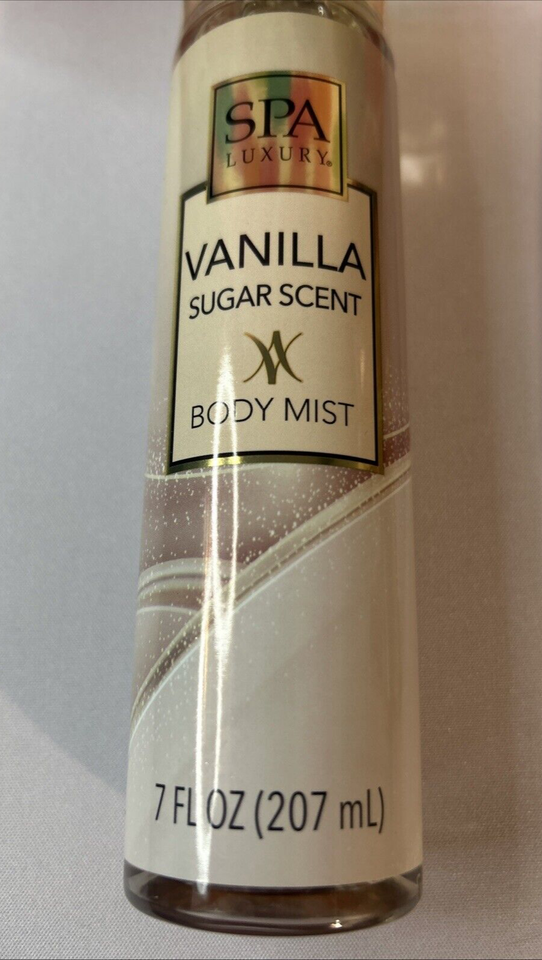 SPA
LUXURY®
VANILLA
SUGAR SCENT
BODY MIST
7 FL OZ (207 mL)